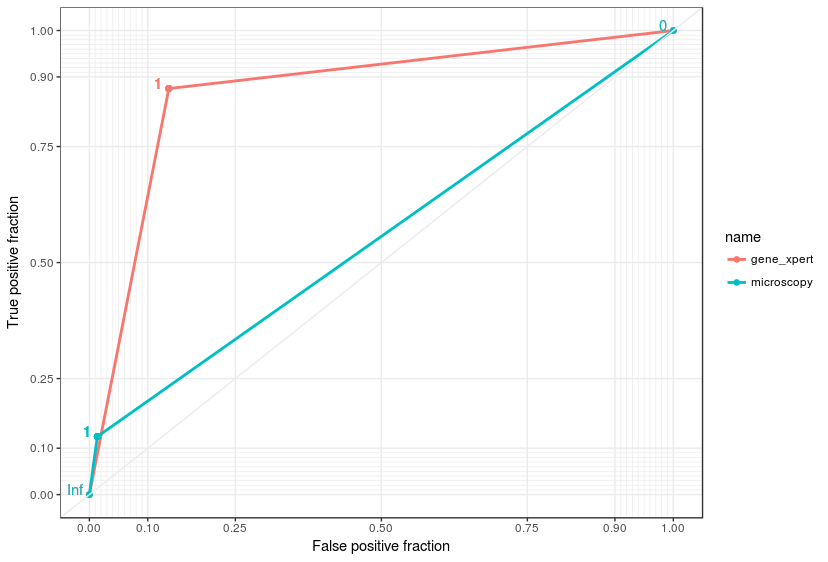 1.00
0.90
0.75
0.50
0.25
0.10
0.00
True positive fraction
0
1
1
Inf
0.00
0.10
0.25
0.50
0.75
0.90
1.00
False positive fraction
name
gene_xpert
microscopy